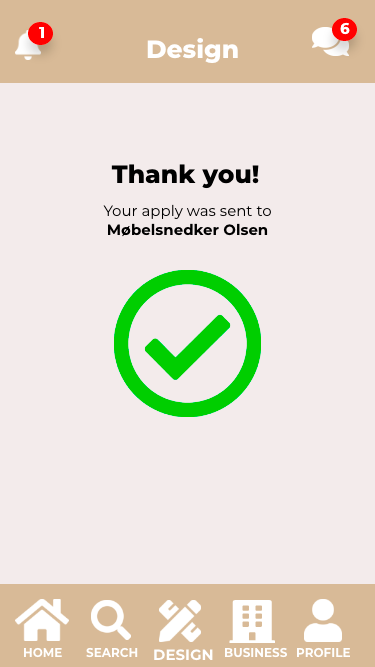 1
Design
6
Thank you!
Your apply was sent to
Møbelsnedker Olsen
HOME
SEARCH
DESIGN
BUSINESS
PROFILE